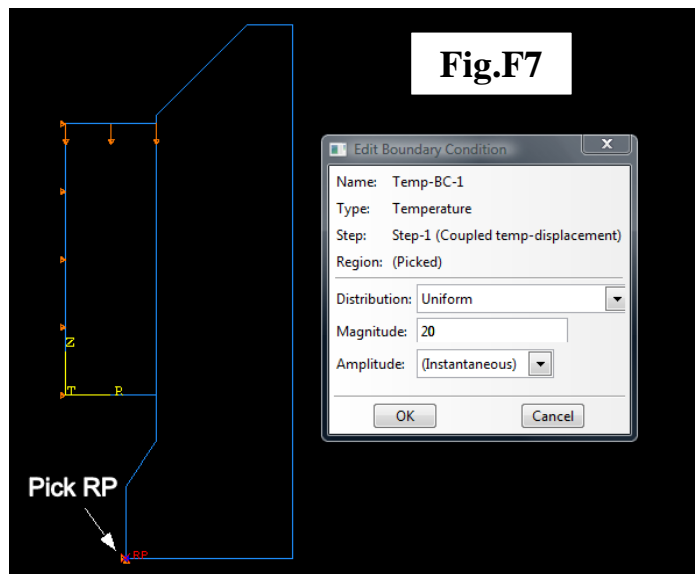 Fig.F7
Edit Boundary Condition
X
Name: Temp-BC-1
Type: Temperature
Step: Step-1 (Coupled temp-displacement)
Region: (Picked)
Distribution: Uniform
Magnitude: 20
Amplitude: (Instantaneous)
OK Cancel
Z
T R
Pick RP
RP